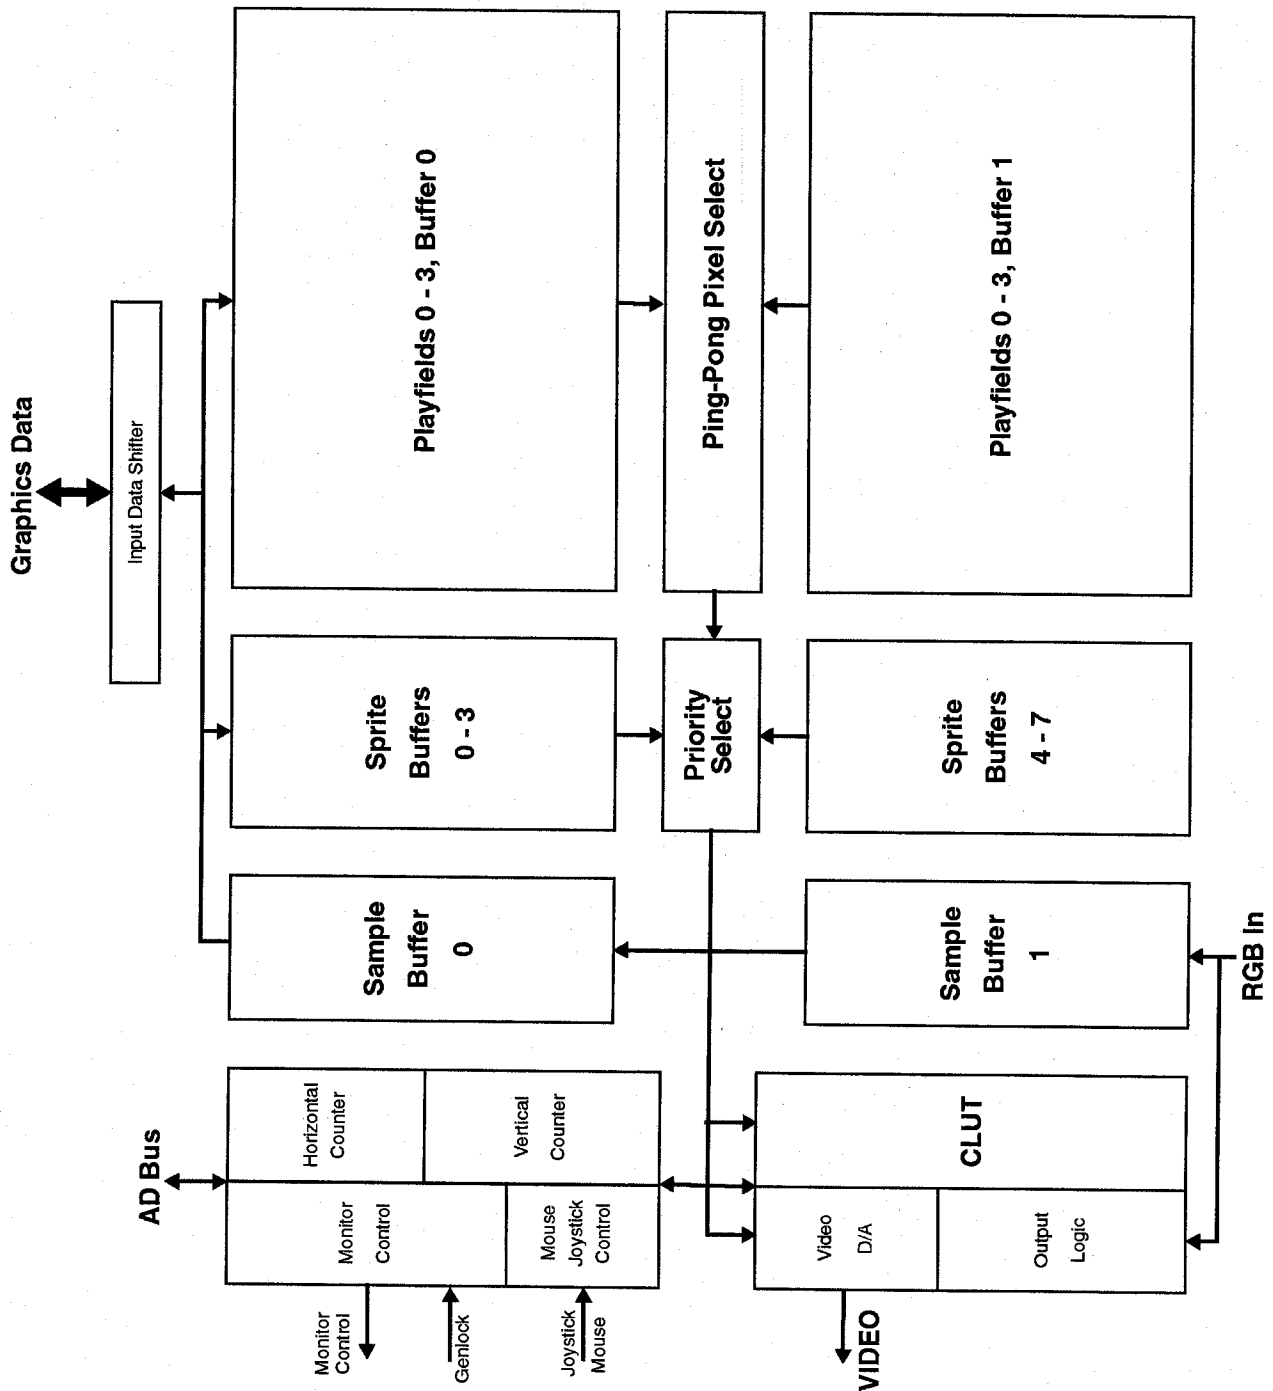 Graphics Data
Input Data Shifter
AD Bus
Monitor
Control
Monitor
Control
Horizontal
Counter
Genlock
Joystick
Mouse
Mouse
Joystick
Control
Vertical
Counter
Sample
Buffer
0
Sprite
Buffers
0 - 3
Playfields 0 - 3, Buffer 0
Priority
Select
Ping-Pong Pixel Select
VIDEO
Video
D/A
Output
Logic
CLUT
Sample
Buffer
1
Sprite
Buffers
4 - 7
Playfields 0 - 3, Buffer 1
RGB In